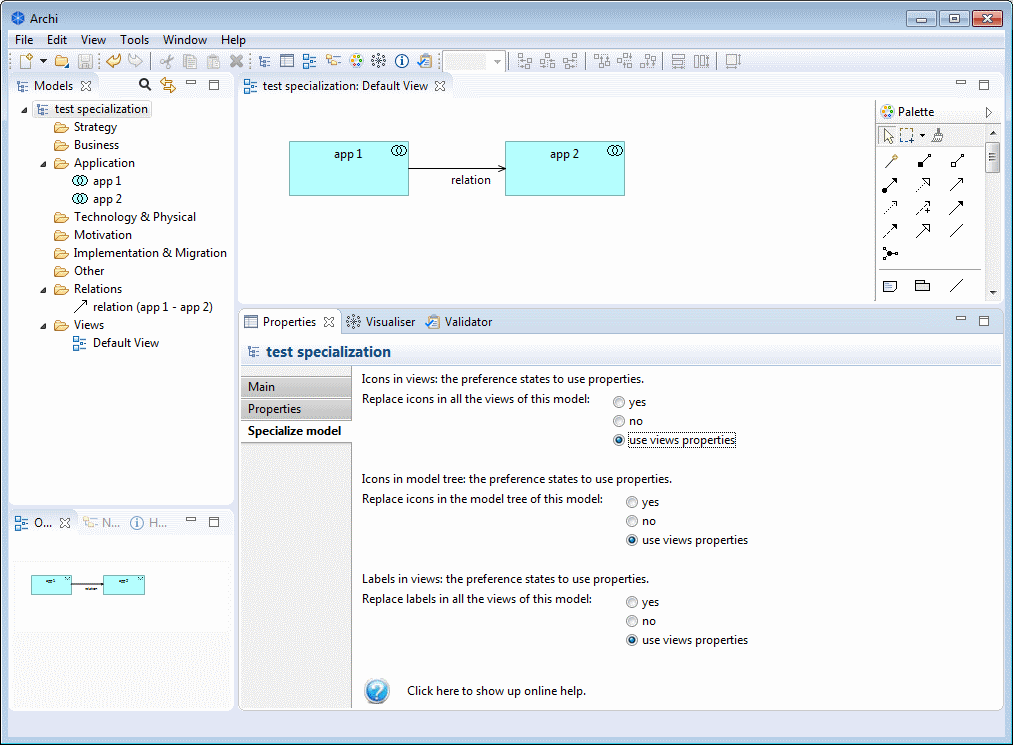 Archi
File Edit View Tools Window Help
Models
test specialization
Strategy
Business
Application
app 1
app 2
Technology & Physical
Motivation
Implementation & Migration
Other
Relations
relation (app 1 - app 2)
Views
Default View
O...
N...
H...
test specialization: Default View
app 1
app 2
relation
Palette
Properties
Visualiser
Validator
test specialization
Main
Properties
Specialize model
Icons in views: the preference states to use properties.
Replace icons in all the views of this model:
yes
no
use views properties
Icons in model tree: the preference states to use properties.
Replace icons in the model tree of this model:
yes
no
use views properties
Labels in views: the preference states to use properties.
Replace labels in all the views of this model:
yes
no
use views properties
Click here to show up online help.